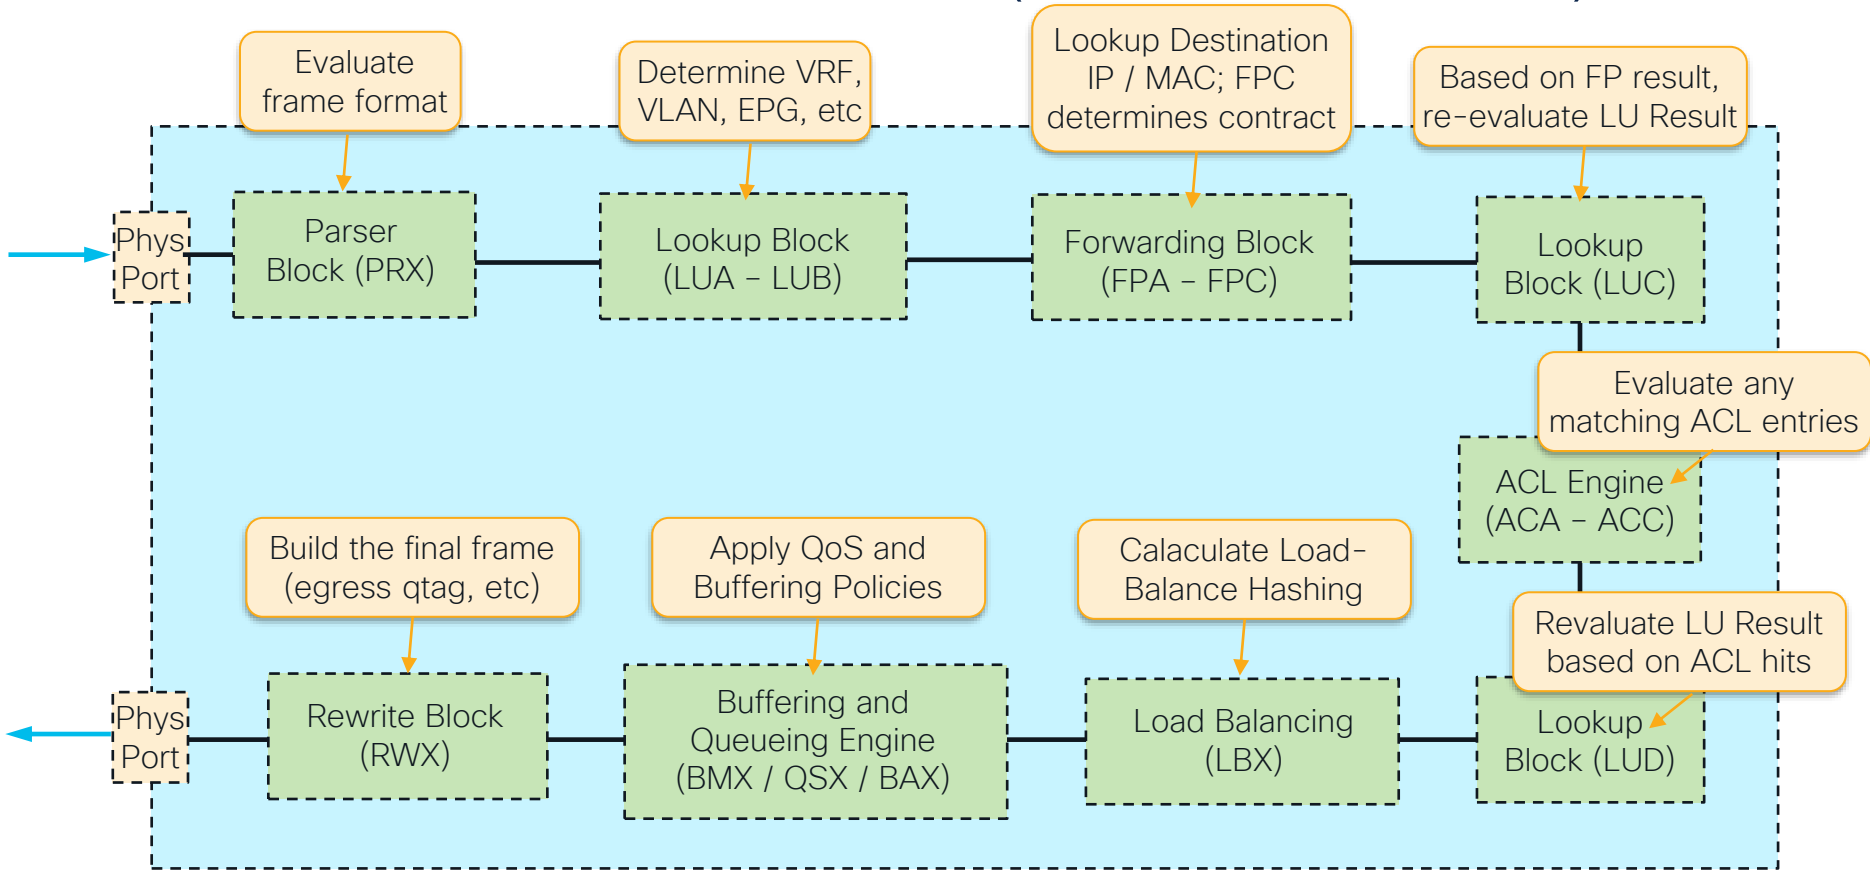 Evaluate
frame format
Determine VRF,
VLAN, EPG, etc
Lookup Destination
IP / MAC; FPC
determines contract
Based on FP result,
re-evaluate LU Result
Phys
Port
Parser
Block (PRX)
Lookup Block
(LUA – LUB)
Forwarding Block
(FPA – FPC)
Lookup
Block (LUC)
Evaluate any
matching ACL entries
ACL Engine
(ACA – ACC)
Build the final frame
(egress qtag, etc)
Apply QoS and
Buffering Policies
Calaculate Load-
Balance Hashing
Revaluate LU Result
based on ACL hits
Phys
Port
Rewrite Block
(RWX)
Buffering and
Queueing Engine
(BMX / QSX / BAX)
Load Balancing
(LBX)
Lookup
Block (LUD)